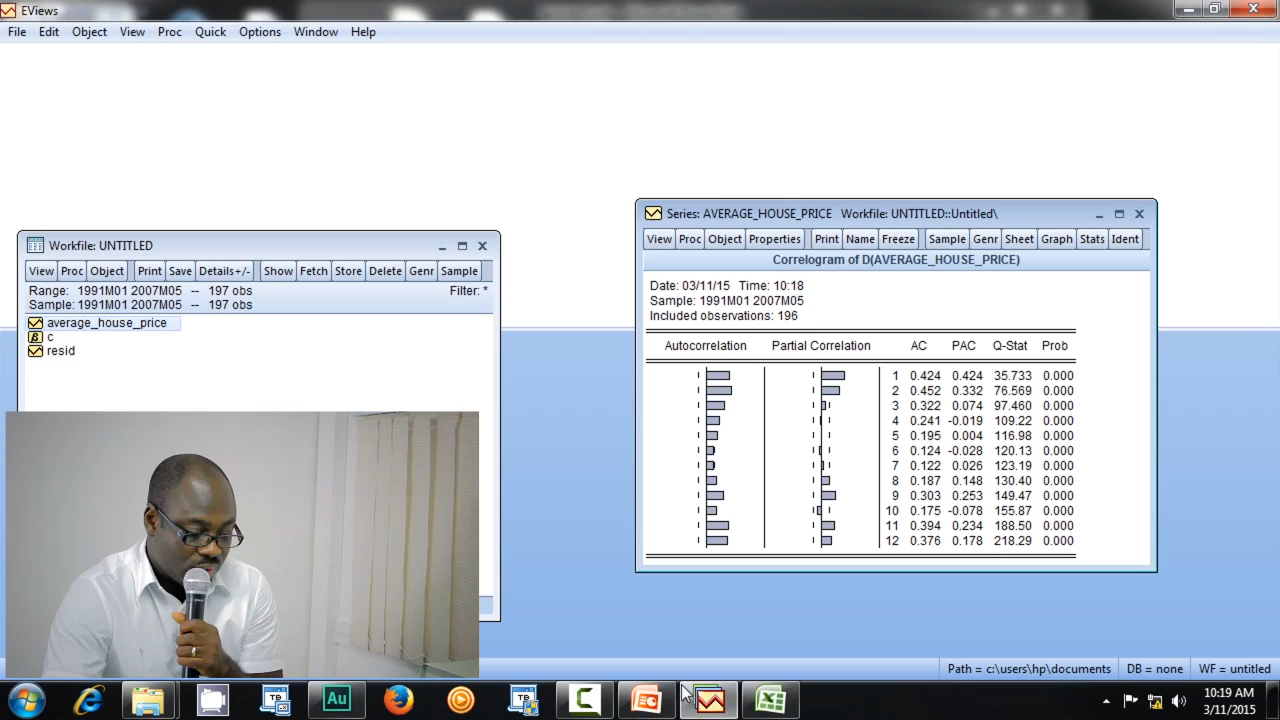 EViews
File Edit Object View Proc Quick Options Window Help
Workfile: UNTITLED
View Proc Object Print Save Details+/- Show Fetch Store Delete Genr Sample
Range: 1991M01 2007M05 -- 197 obs Filter: *
Sample: 1991M01 2007M05 -- 197 obs
average_house_price
β c
resid
Series: AVERAGE_HOUSE_PRICE Workfile: UNTITLED::Untitled\
View Proc Object Properties Print Name Freeze Sample Genr Sheet Graph Stats Ident
Correlogram of D(AVERAGE_HOUSE_PRICE)
Date: 03/11/15 Time: 10:18
Sample: 1991M01 2007M05
Included observations: 196
Autocorrelation Partial Correlation AC PAC Q-Stat Prob
1 0.424 0.424 35.733 0.000
2 0.452 0.332 76.569 0.000
3 0.322 0.074 97.460 0.000
4 0.241 -0.019 109.22 0.000
5 0.195 0.004 116.98 0.000
6 0.124 -0.028 120.13 0.000
7 0.122 0.026 123.19 0.000
8 0.187 0.148 130.40 0.000
9 0.303 0.253 149.47 0.000
10 0.175 -0.078 155.87 0.000
11 0.394 0.234 188.50 0.000
12 0.376 0.178 218.29 0.000
Path = c:\users\hp\documents DB = none WF = untitled
Au
10:19 AM
3/11/2015